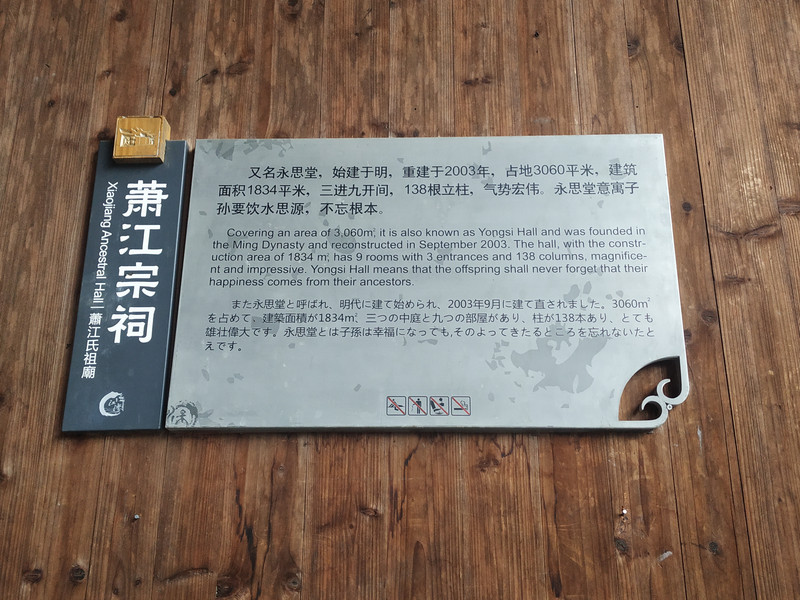 萧江宗祠
Xiaojiang Ancestral Hall
蕭江氏祖廟
又名永思堂，始建于明，重建于2003年，占地3060平米，建筑
面积1834平米，三进九开间，138根立柱，气势宏伟。永思堂意寓子
孙要饮水思源，不忘根本。
Covering an area of 3,060㎡, it is also known as Yongsi Hall and was founded in
the Ming Dynasty and reconstructed in September 2003. The hall, with the constr-
uction area of 1834 ㎡, has 9 rooms with 3 entrances and 138 columns, magnifice-
nt and impressive. Yongsi Hall means that the offspring shall never forget that their
happiness comes from their ancestors.
また永思堂と呼ばれ、明代に建て始められ、2003年9月に建て直されました。3060㎡
を占めて、建築面積が1834㎡、三つの中庭と九つの部屋があり、柱が138本あり、とても
雄壮偉大です。永思堂とは子孫は幸福になっても,そのよってきたるところを忘れないたと
えです。